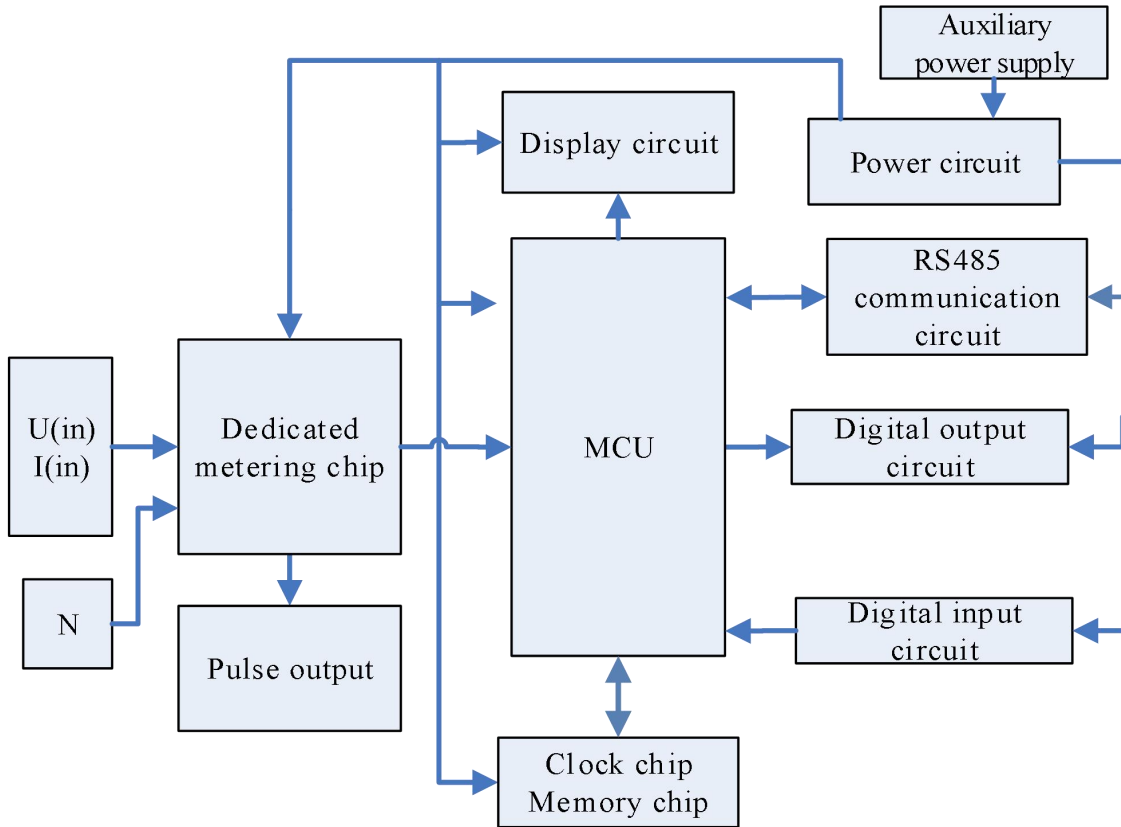 Auxiliary
power supply
Display circuit
Power circuit
RS485
communication
circuit
U(in)
I(in)
Dedicated
metering chip
MCU
Digital output
circuit
N
Pulse output
Digital input
circuit
Clock chip
Memory chip